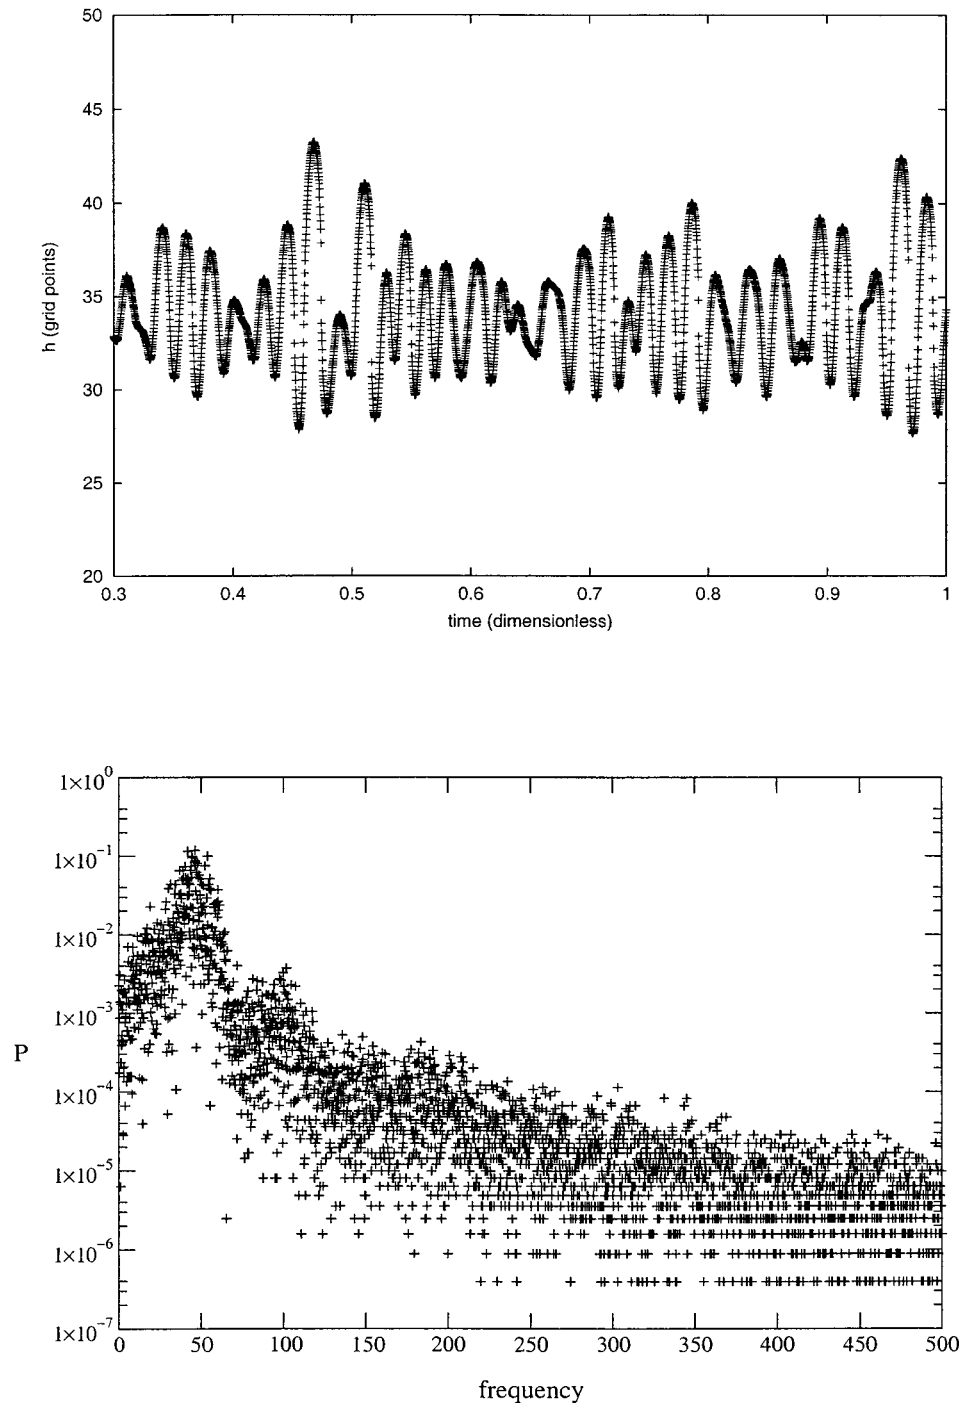 50
45
40
35
30
25
20
h (grid points)
0.3 0.4 0.5 0.6 0.7 0.8 0.9 1
time (dimensionless)
1×10⁰
1×10⁻¹
1×10⁻²
1×10⁻³
1×10⁻⁴
1×10⁻⁵
1×10⁻⁶
1×10⁻⁷
P
0 50 100 150 200 250 300 350 400 450 500
frequency